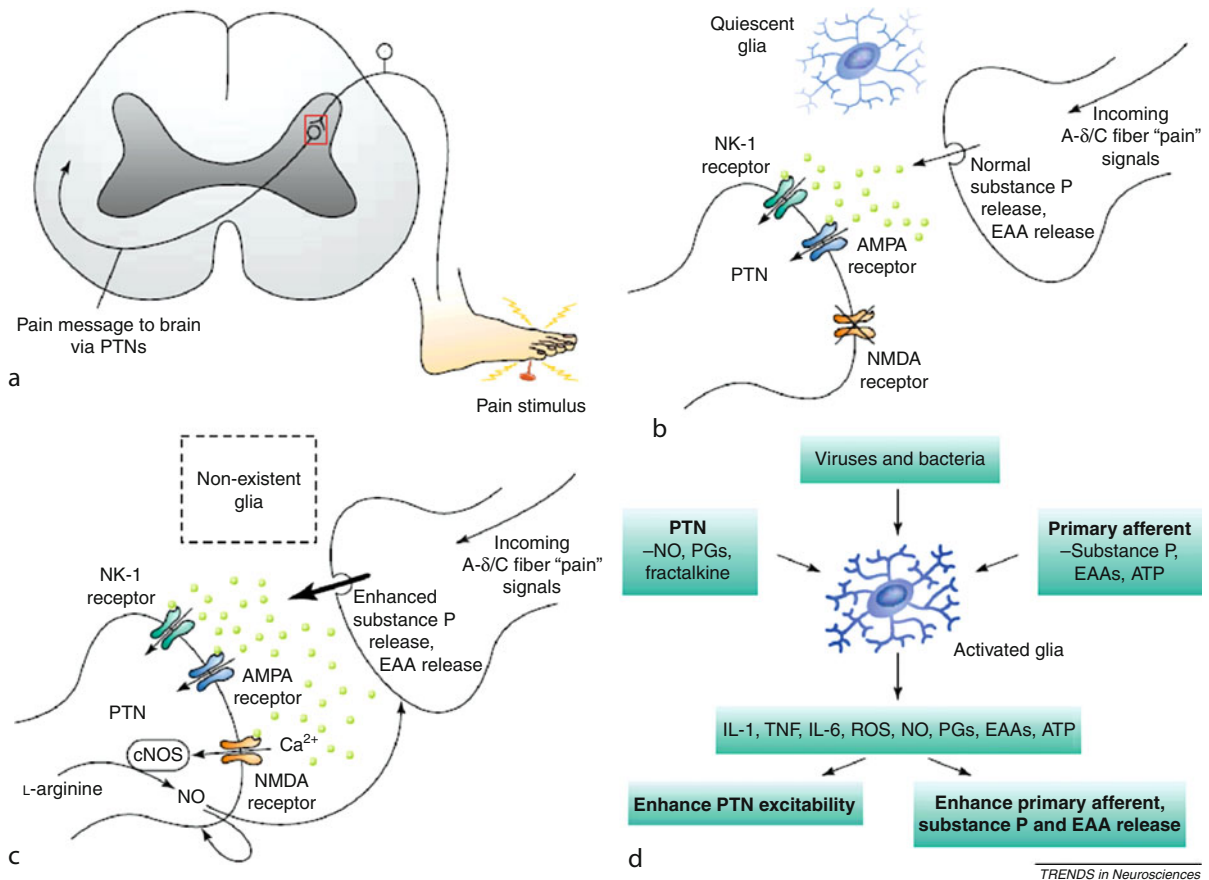 Pain message to brain
via PTNs
Pain stimulus
a
Quiescent
glia
NK-1
receptor
Incoming
A-δ/C fiber “pain”
signals
Normal
substance P
release,
EAA release
AMPA
receptor
PTN
NMDA
receptor
b
Non-existent
glia
NK-1
receptor
Incoming
A-δ/C fiber “pain”
signals
Enhanced
substance P
release,
EAA release
AMPA
receptor
PTN
cNOS
Ca²⁺
L-arginine
NO
NMDA
receptor
c
Viruses and bacteria
PTN
–NO, PGs,
fractalkine
Primary afferent
–Substance P,
EAAs, ATP
Activated glia
IL-1, TNF, IL-6, ROS, NO, PGs, EAAs, ATP
Enhance PTN excitability
Enhance primary afferent,
substance P and EAA release
d
TRENDS in Neurosciences